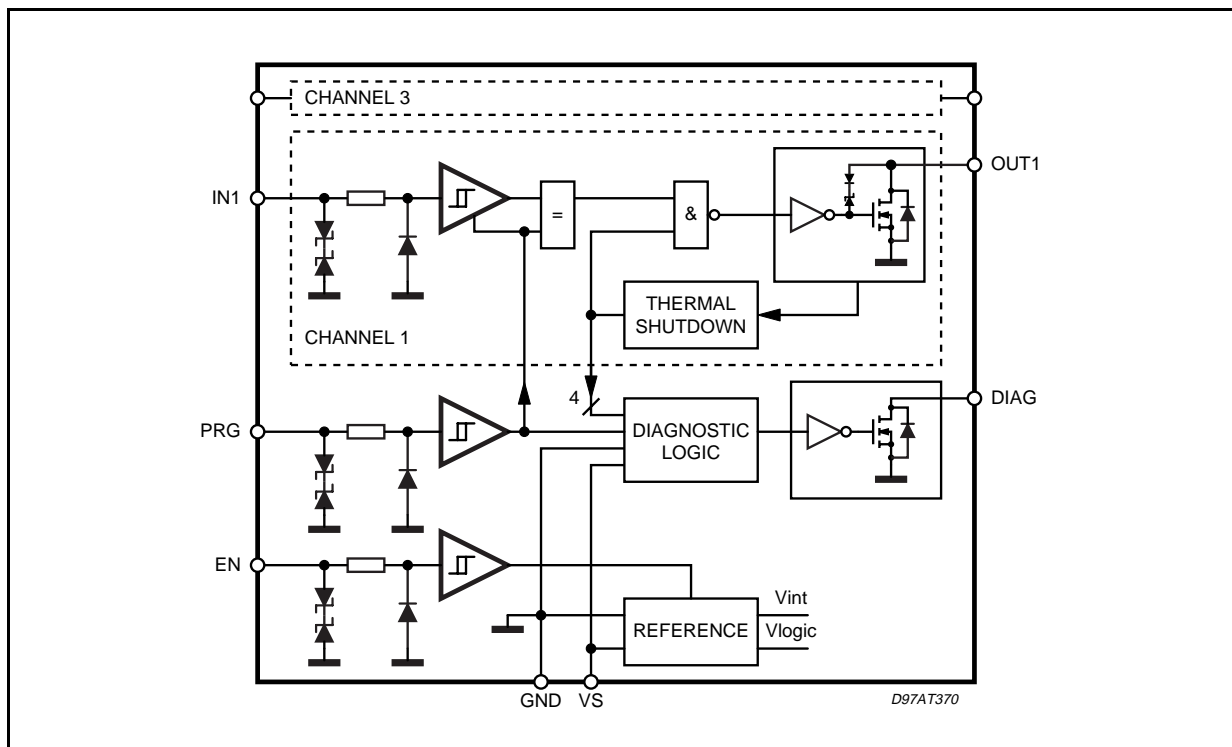 CHANNEL 3
OUT1
IN1
=
&
THERMAL
SHUTDOWN
CHANNEL 1
4
DIAG
PRG
DIAGNOSTIC
LOGIC
EN
Vint
REFERENCE
Vlogic
GND
VS
D97AT370